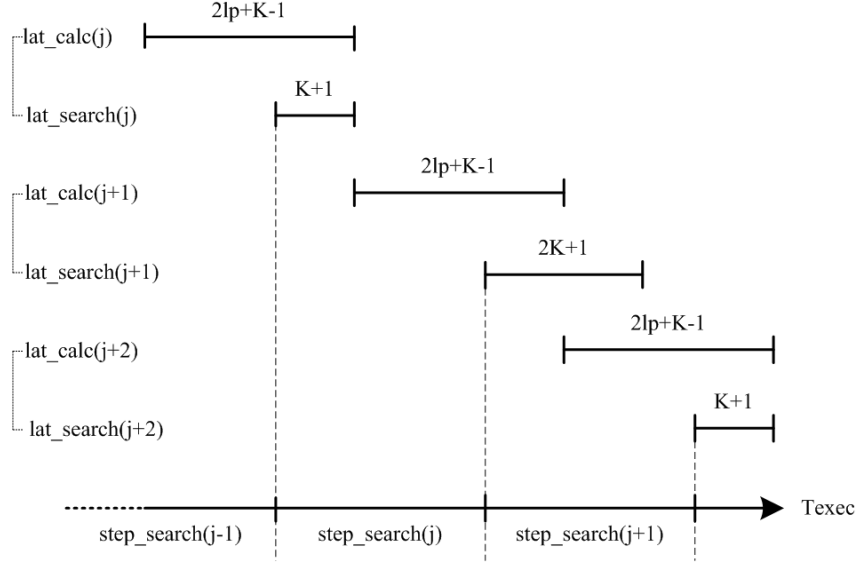 2lp+K-1
lat_calc(j)
K+1
lat_search(j)
2lp+K-1
lat_calc(j+1)
2K+1
lat_search(j+1)
2lp+K-1
lat_calc(j+2)
K+1
lat_search(j+2)
Texec
step_search(j-1) step_search(j) step_search(j+1)